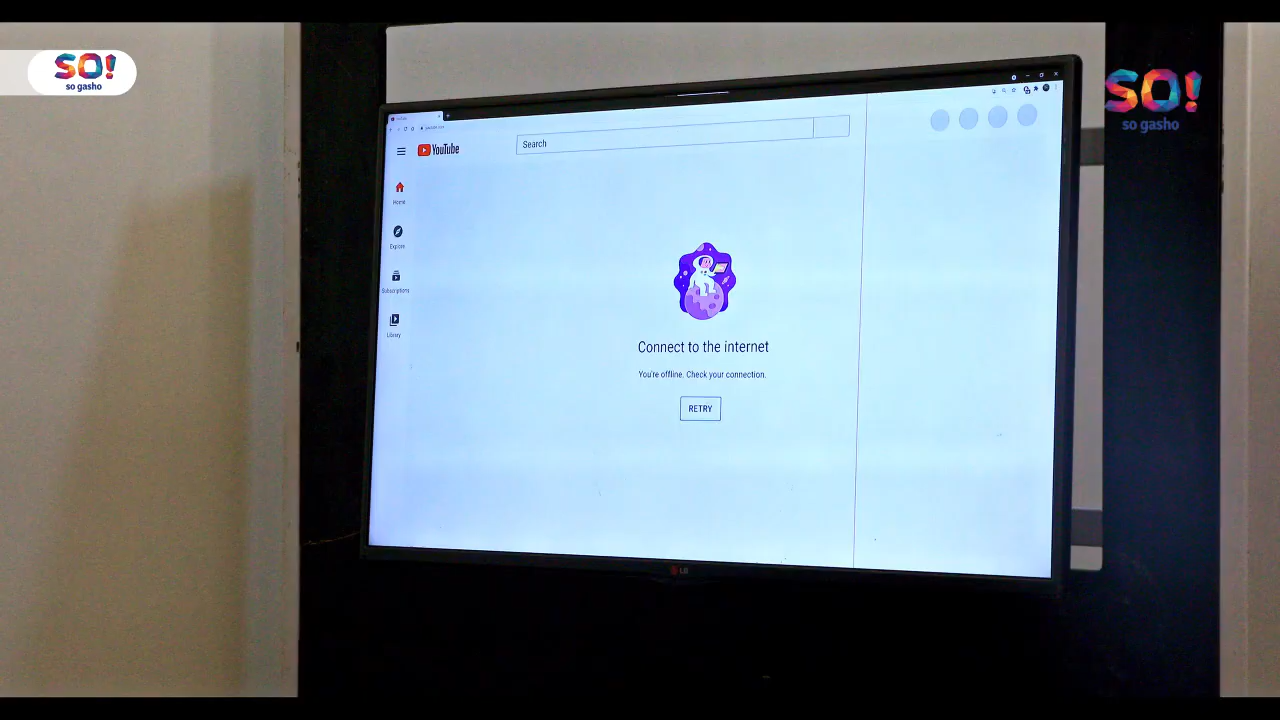 SO!
so gasho
SO!
so gasho
YouTube
Search
Home
Explore
Subscriptions
Library
Connect to the internet
You're offline. Check your connection.
RETRY
LG